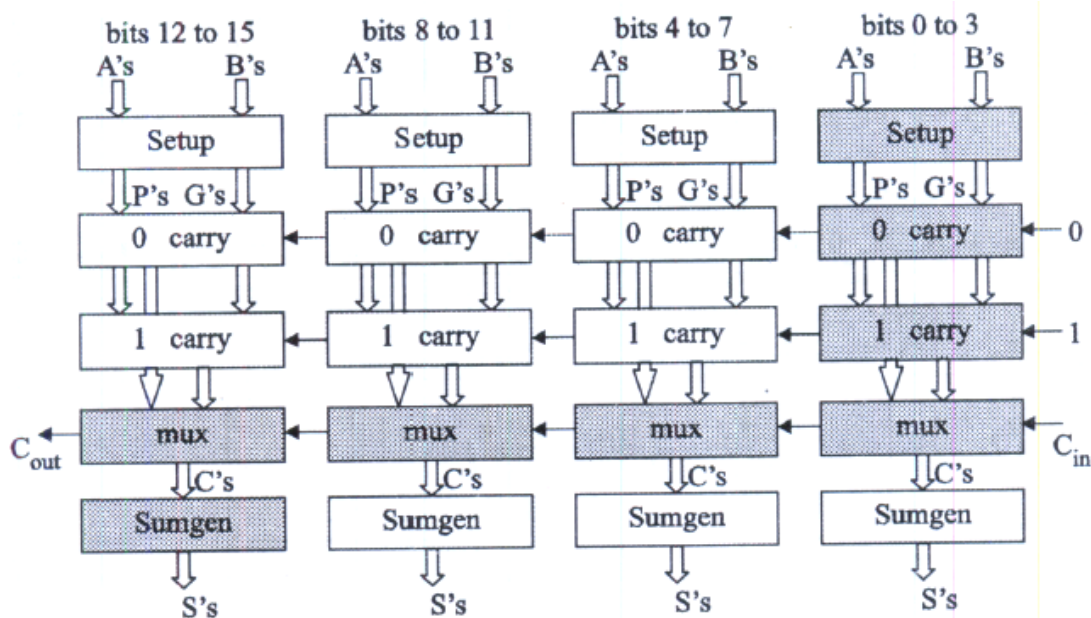 bits 12 to 15 bits 8 to 11 bits 4 to 7 bits 0 to 3
A's B's A's B's A's B's A's B's
Setup Setup Setup Setup
P's G's P's G's P's G's P's G's
0 carry 0 carry 0 carry 0 carry 0
1 carry 1 carry 1 carry 1 carry 1
mux mux mux mux
Cout Cin
C's C's C's C's
Sumgen Sumgen Sumgen Sumgen
S's S's S's S's